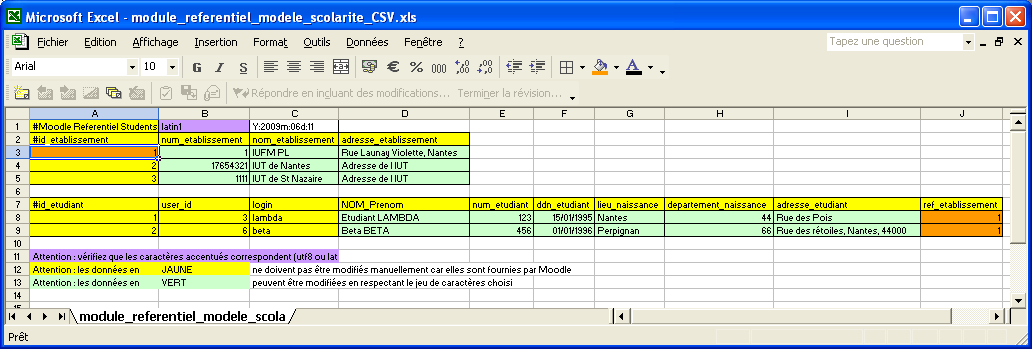 Microsoft Excel - module_referentiel_modele_scolarite_CSV.xls
Fichier Edition Affichage Insertion Format Outils Données Fenêtre ? Tapez une question
Arial 10 G I S € % 000
Répondre en incluant des modifications... Terminer la révision...
A B C D E F G H I J
1 #Moodle Referentiel Students latin1 Y:2009m:06d:11
2 #id_etablissement num_etablissement nom_etablissement adresse_etablissement
3 1 1 IUFM PL Rue Launay Violette, Nantes
4 2 17654321 IUT de Nantes Adresse de l IUT
5 3 1111 IUT de St Nazaire Adresse de l IUT
6
7 #id_etudiant user_id login NOM_Prenom num_etudiant ddn_etudiant lieu_naissance departement_naissance adresse_etudiant ref_etablissement
8 1 3 lambda Etudiant LAMBDA 123 15/01/1995 Nantes 44 Rue des Pois 1
9 2 6 beta Beta BETA 456 01/01/1996 Perpignan 66 Rue des rétoiles, Nantes, 44000 1
10
11 Attention : vérifiez que les caractères accentués correspondent (utf8 ou lat
12 Attention : les données en JAUNE ne doivent pas être modifiés manuellement car elles sont fournies par Moodle
13 Attention : les données en VERT peuvent être modifiées en respectant le jeu de caractères choisi
14
module_referentiel_modele_scola
Prêt